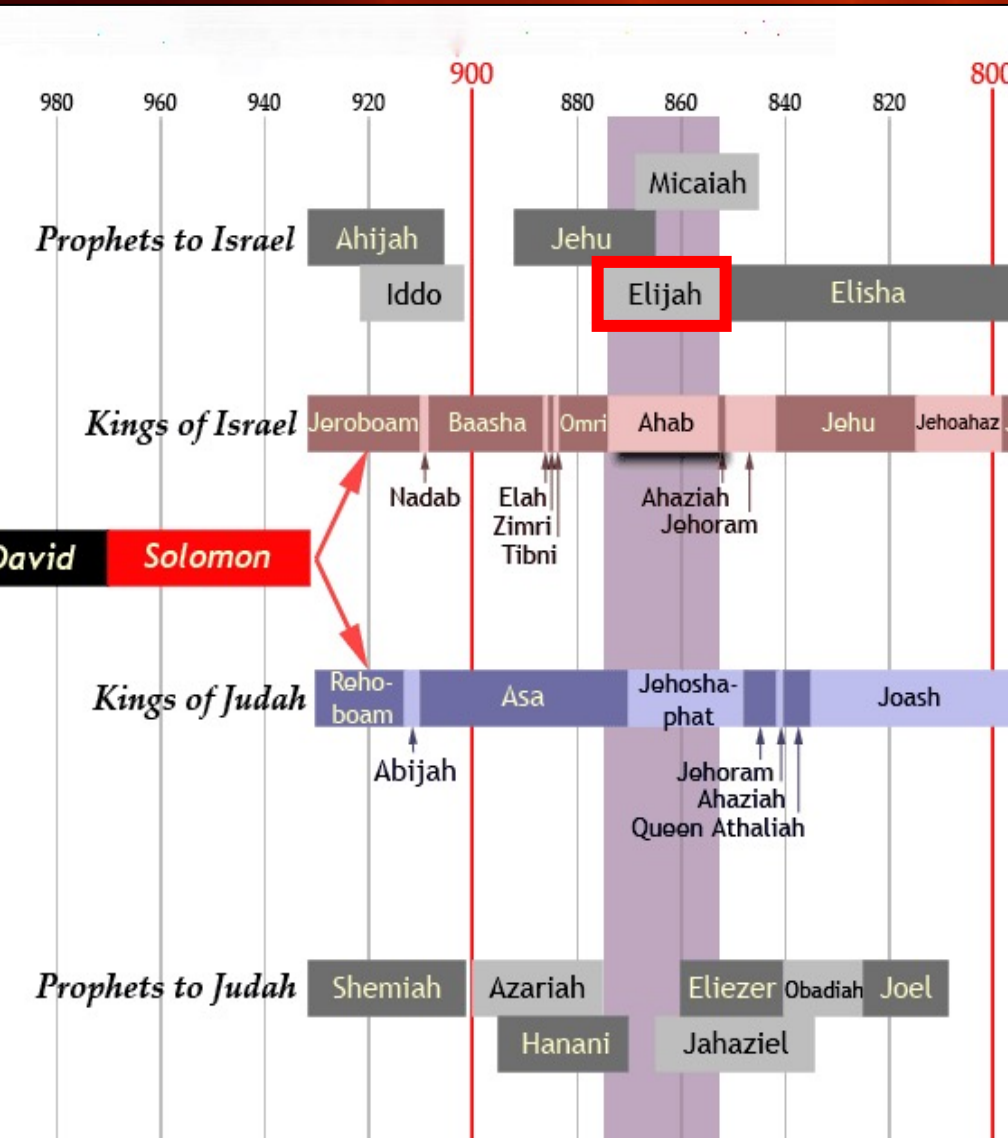 900
800
980 960 940 920 880 860 840 820
Micaiah
Prophets to Israel Ahijah Jehu
Iddo Elijah Elisha
Kings of Israel Jeroboam Baasha Omri Ahab Jehu Jehoahaz
Nadab Elah Ahaziah
Zimri Jehoram
Tibni
David Solomon
Kings of Judah Reho-
boam Asa Jehosha-
phat Joash
Abijah Jehoram
Ahaziah
Queen Athaliah
Prophets to Judah Shemiah Azariah Eliezer Obadiah Joel
Hanani Jahaziel